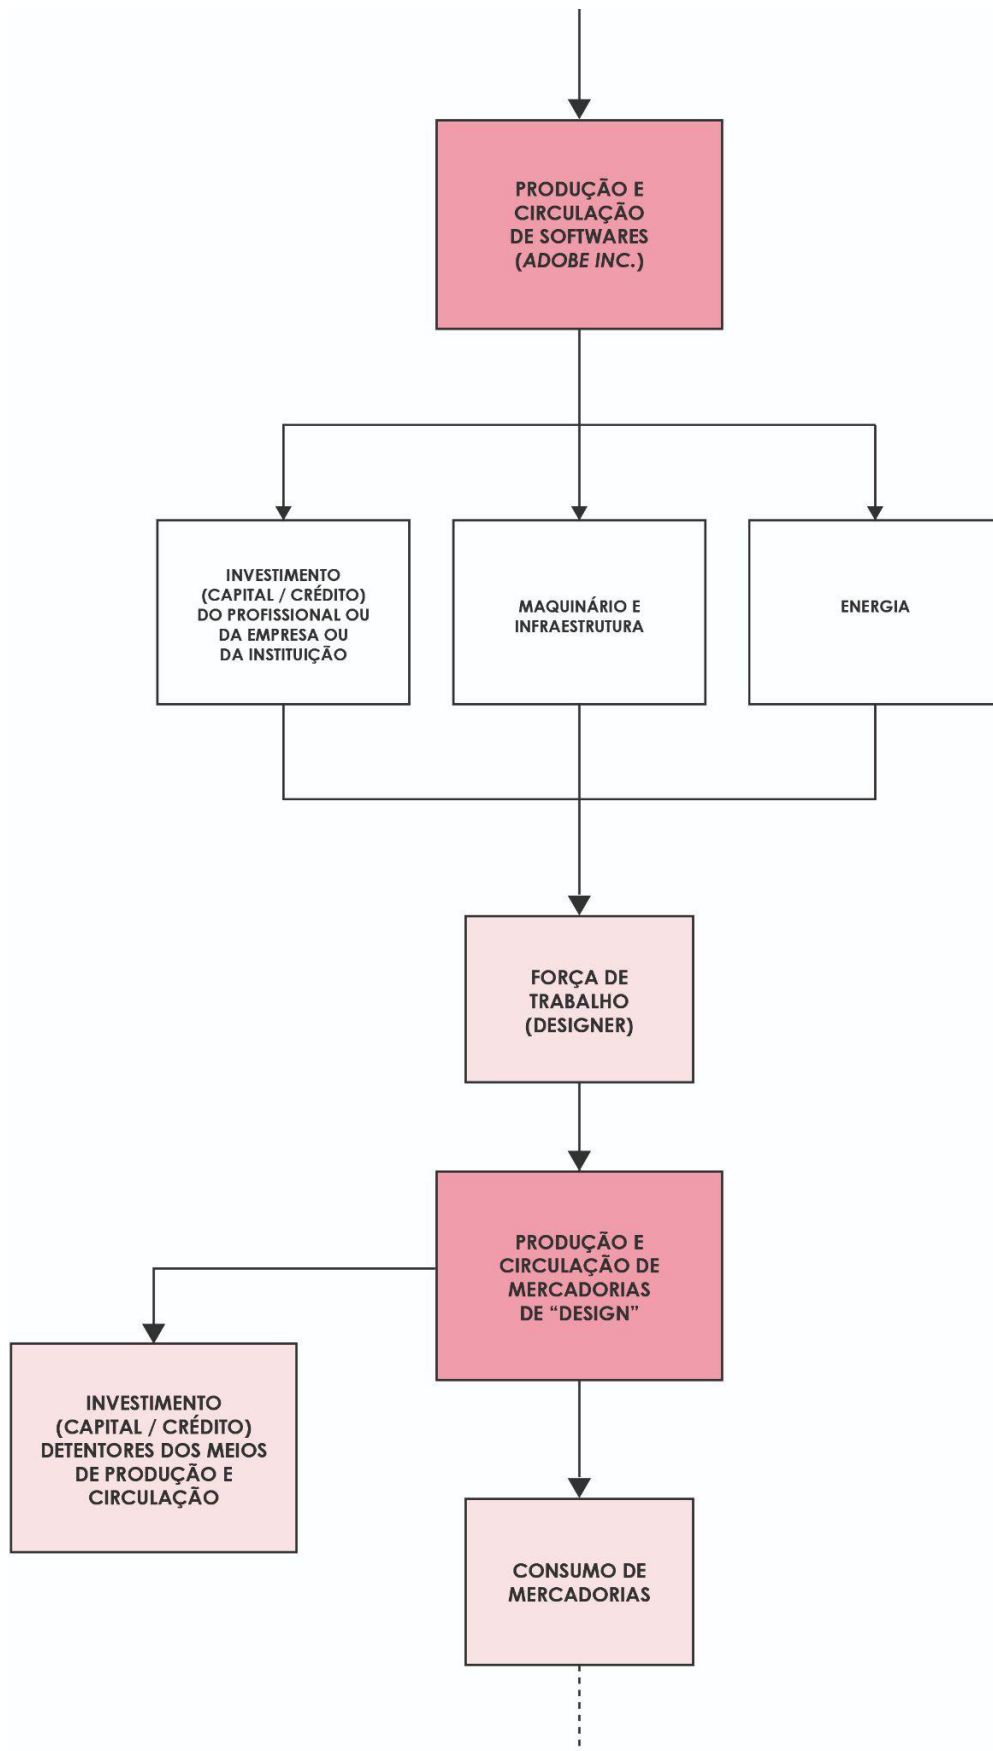 PRODUÇÃO E
CIRCULAÇÃO
DE SOFTWARES
(ADOBE INC.)
INVESTIMENTO
(CAPITAL / CRÉDITO)
DO PROFISSIONAL OU
DA EMPRESA OU
DA INSTITUIÇÃO
MAQUINÁRIO E
INFRAESTRUTURA
ENERGIA
FORÇA DE
TRABALHO
(DESIGNER)
PRODUÇÃO E
CIRCULAÇÃO DE
MERCADORIAS
DE “DESIGN”
INVESTIMENTO
(CAPITAL / CRÉDITO)
DETENTORES DOS MEIOS
DE PRODUÇÃO E
CIRCULAÇÃO
CONSUMO DE
MERCADORIAS